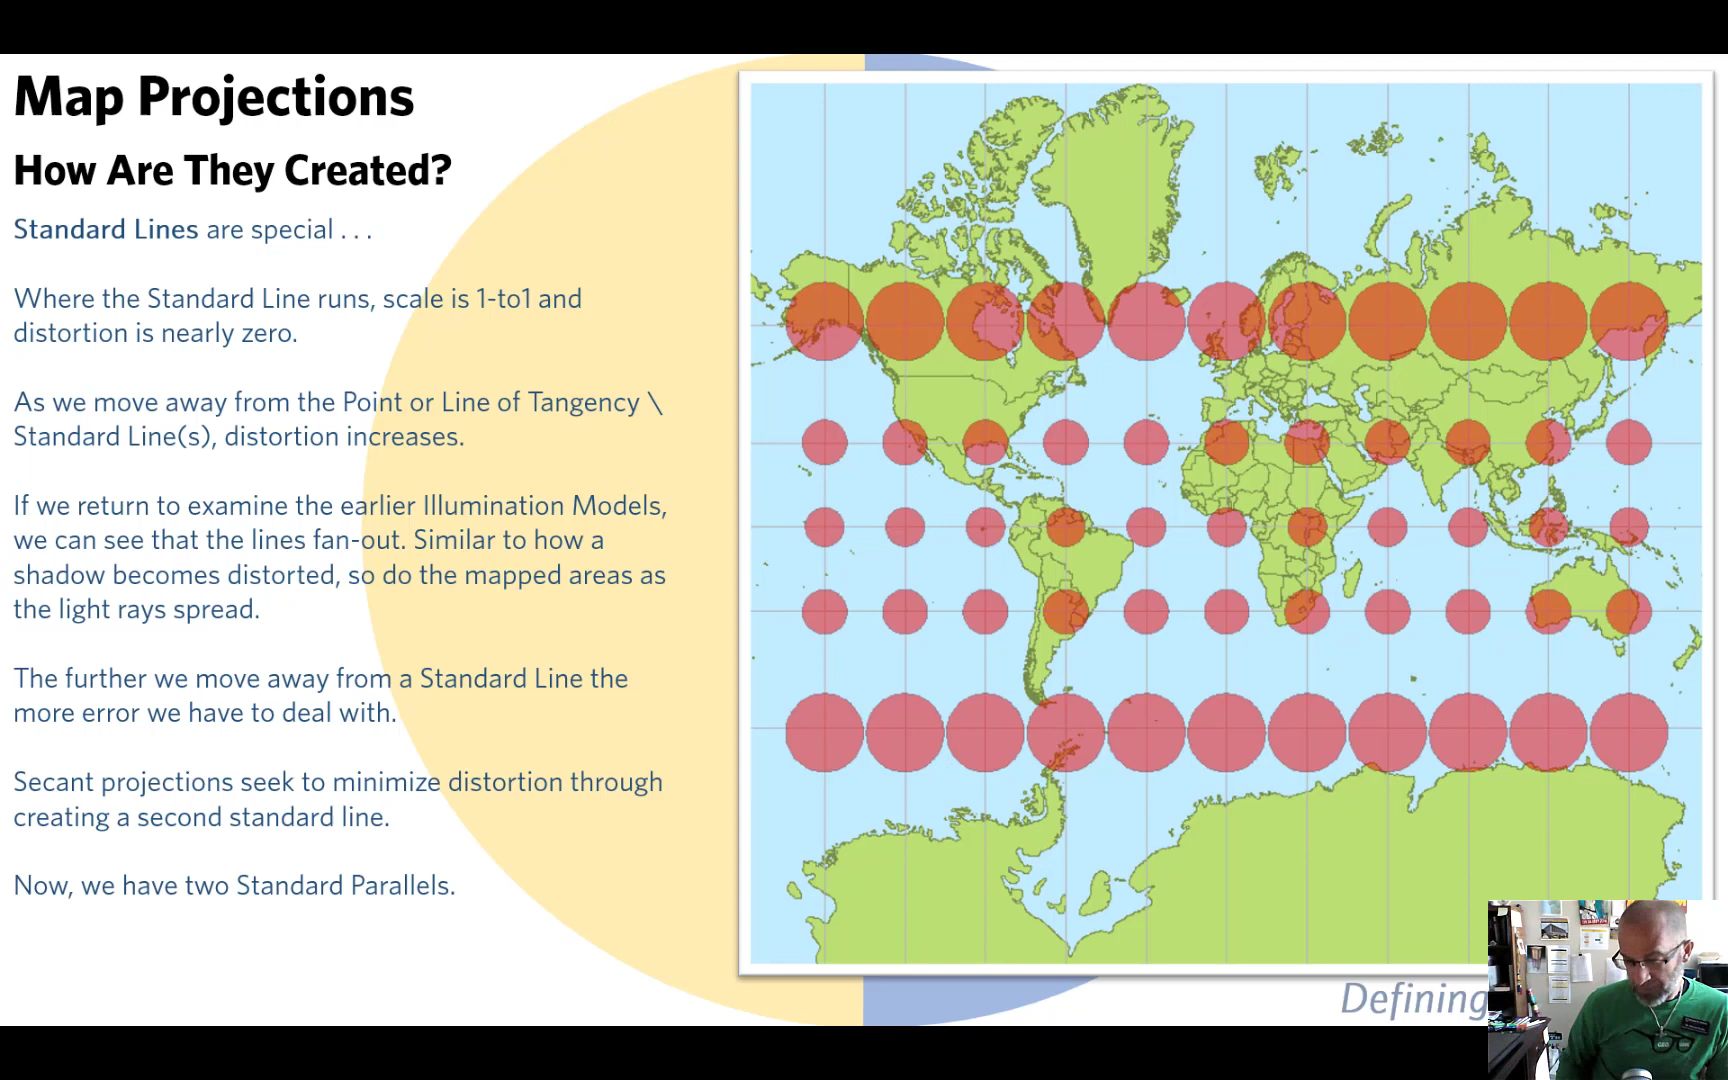 Map Projections
How Are They Created?
Standard Lines are special . . .
Where the Standard Line runs, scale is 1-to1 and
distortion is nearly zero.
As we move away from the Point or Line of Tangency \
Standard Line(s), distortion increases.
If we return to examine the earlier Illumination Models,
we can see that the lines fan-out. Similar to how a
shadow becomes distorted, so do the mapped areas as
the light rays spread.
The further we move away from a Standard Line the
more error we have to deal with.
Secant projections seek to minimize distortion through
creating a second standard line.
Now, we have two Standard Parallels.
Defining